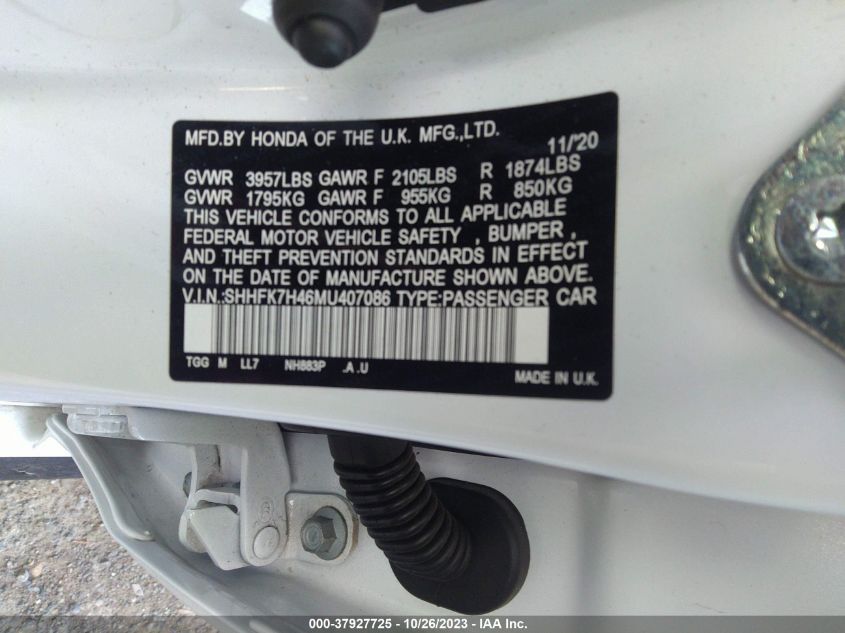 MFD.BY HONDA OF THE U.K. MFG.,LTD.
11/'20
GVWR 3957LBS GAWR F 2105LBS R 1874LBS
GVWR 1795KG GAWR F 955KG R 850KG
THIS VEHICLE CONFORMS TO ALL APPLICABLE
FEDERAL MOTOR VEHICLE SAFETY , BUMPER ,
AND THEFT PREVENTION STANDARDS IN EFFECT
ON THE DATE OF MANUFACTURE SHOWN ABOVE.
V.I.N.:SHHFK7H46MU407086 TYPE:PASSENGER CAR
TGG M LL7 NH883P .A .U
MADE IN U.K.
000-37927725 - 10/26/2023 - IAA Inc.